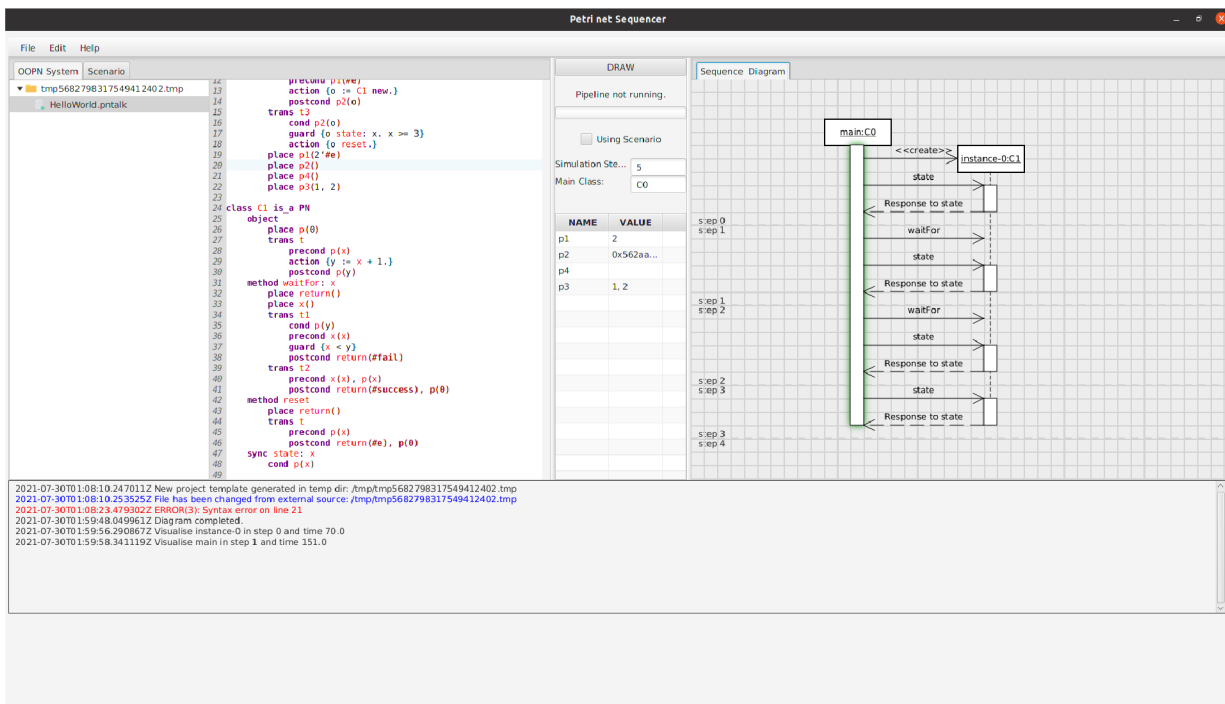 Petri net Sequencer
File Edit Help
OOPN System Scenario
tmp5682798317549412402.tmp
HelloWorld.pntalk
12 precond p1(#e)
13 action {o := C1 new.}
14 postcond p2(o)
15 trans t3
16 cond p2(o)
17 guard {o state: x. x >= 3}
18 action {o reset.}
19 place p1(2`#e)
20 place p2()
21 place p4()
22 place p3(1, 2)
23
24 class C1 is_a PN
25 object
26 place p(0)
27 trans t
28 precond p(x)
29 action {y := x + 1.}
30 postcond p(y)
31 method waitFor: x
32 place return()
33 place x()
34 trans t1
35 cond p(y)
36 precond x(x)
37 guard {x < y}
38 postcond return(#fail)
39 trans t2
40 precond x(x), p(x)
41 postcond return(#success), p(0)
42 method reset
43 place return()
44 trans t
45 precond p(x)
46 postcond return(#e), p(0)
47 sync state: x
48 cond p(x)
49
DRAW
Pipeline not running.
Using Scenario
Simulation Ste... 5
Main Class: C0
NAME VALUE
p1 2
p2 0x562aa...
p4
p3 1, 2
Sequence Diagram
main:C0
<<create>>
instance-0:C1
state
Response to state
step 0
step 1
waitFor
state
Response to state
step 1
step 2
waitFor
state
Response to state
step 2
step 3
state
Response to state
step 3
step 4
2021-07-30T01:08:10.247011Z New project template generated in temp dir: /tmp/tmp5682798317549412402.tmp
2021-07-30T01:08:10.253525Z File has been changed from external source: /tmp/tmp5682798317549412402.tmp
2021-07-30T01:08:23.479302Z ERROR(3): Syntax error on line 21
2021-07-30T01:59:48.049961Z Diagram completed.
2021-07-30T01:59:56.290867Z Visualise instance-0 in step 0 and time 70.0
2021-07-30T01:59:58.341119Z Visualise main in step 1 and time 151.0